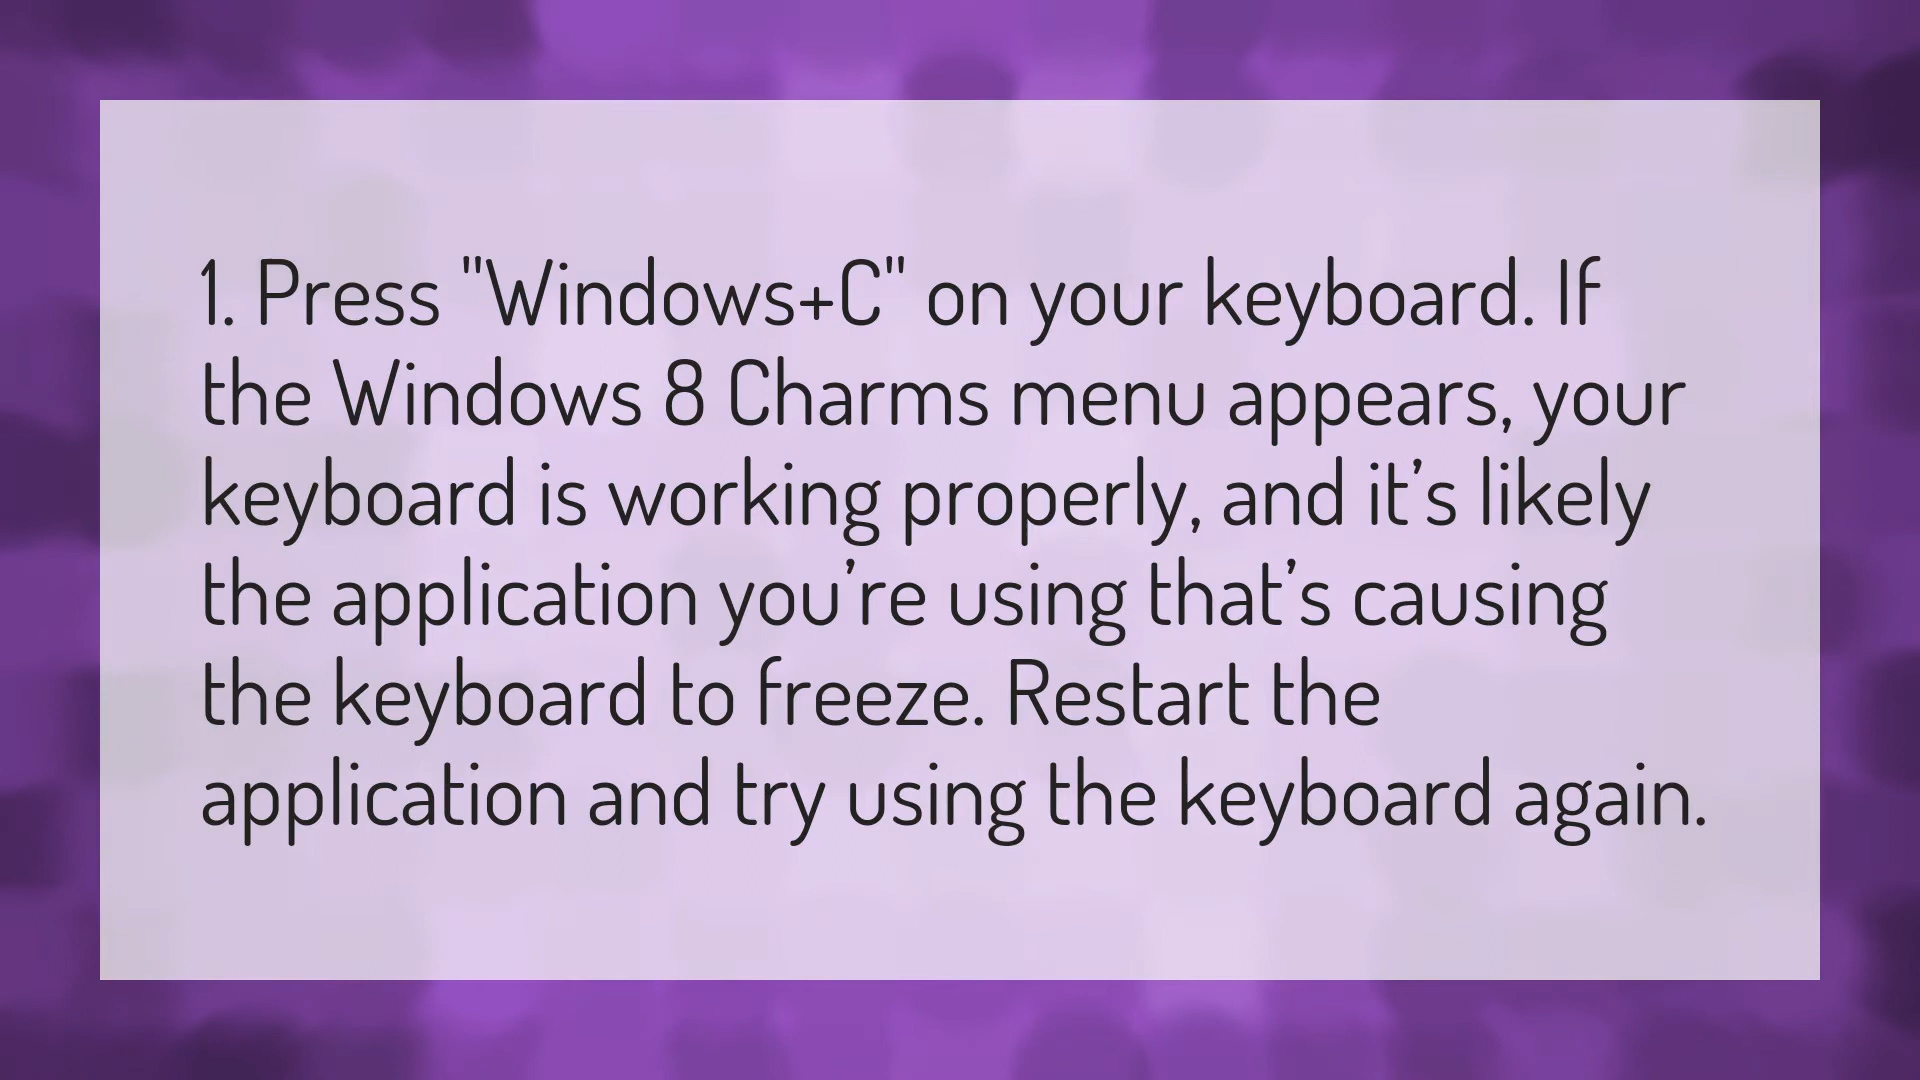 1. Press "Windows+C" on your keyboard. If
the Windows 8 Charms menu appears, your
keyboard is working properly, and it’s likely
the application you’re using that’s causing
the keyboard to freeze. Restart the
application and try using the keyboard again.